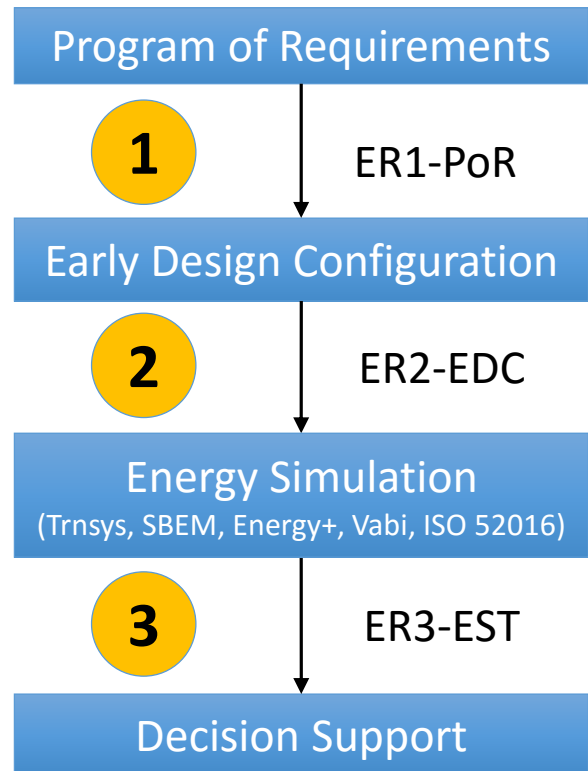 Program of Requirements
1
ER1-PoR
Early Design Configuration
2
ER2-EDC
Energy Simulation
(Trnsys, SBEM, Energy+, Vabi, ISO 52016)
3
ER3-EST
Decision Support